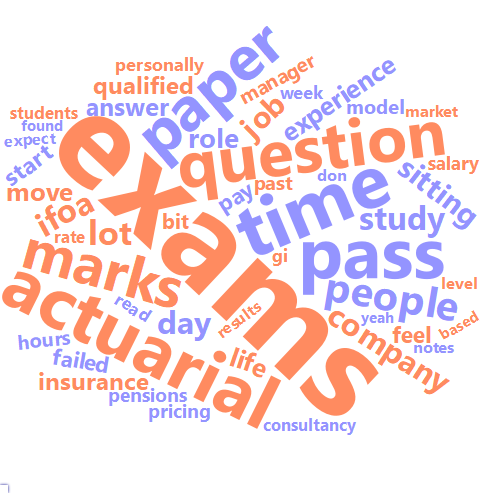 paper
personally
manager
qualified
week
experience
students
answer
job
model
market
found
role
expect
exams
question
start
salary
sitting
don
past
time
pay
move
ifoa
bit
study
lot
rate
gi
pass
marks
people
level
actuarial
read
results
day
company
yeah
based
feel
notes
hours
life
failed
insurance
pensions
pricing
consultancy